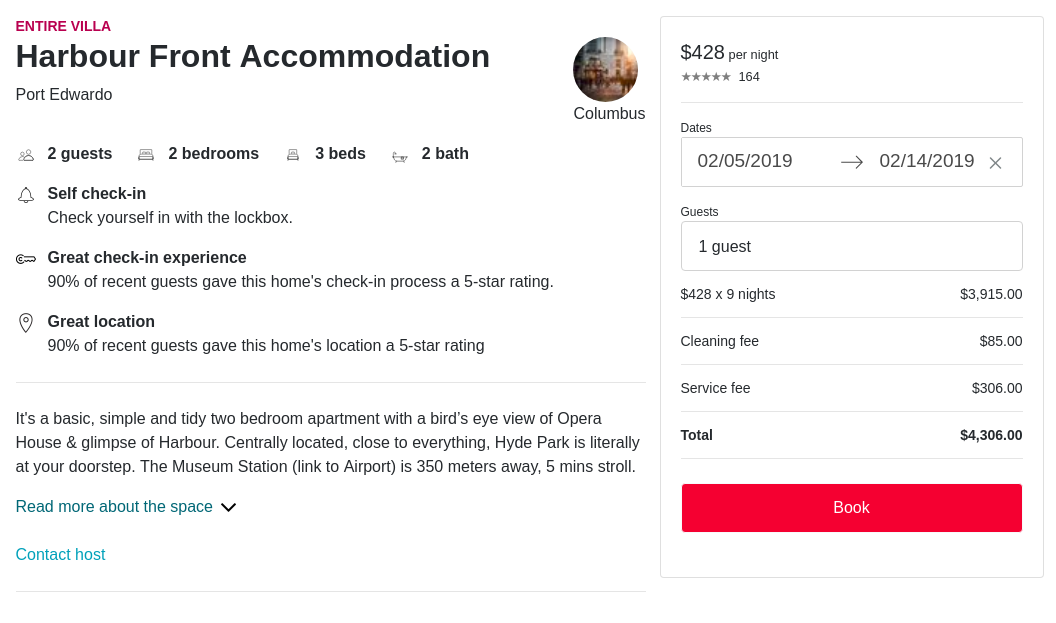 ENTIRE VILLA
Harbour Front Accommodation
Port Edwardo
Columbus
2 guests 2 bedrooms 3 beds 2 bath
Self check-in
Check yourself in with the lockbox.
Great check-in experience
90% of recent guests gave this home's check-in process a 5-star rating.
Great location
90% of recent guests gave this home's location a 5-star rating
It's a basic, simple and tidy two bedroom apartment with a bird’s eye view of Opera
House & glimpse of Harbour. Centrally located, close to everything, Hyde Park is literally
at your doorstep. The Museum Station (link to Airport) is 350 meters away, 5 mins stroll.
Read more about the space
Contact host
$428 per night
★★★★★ 164
Dates
02/05/2019 → 02/14/2019 ×
Guests
1 guest
$428 x 9 nights $3,915.00
Cleaning fee $85.00
Service fee $306.00
Total $4,306.00
Book